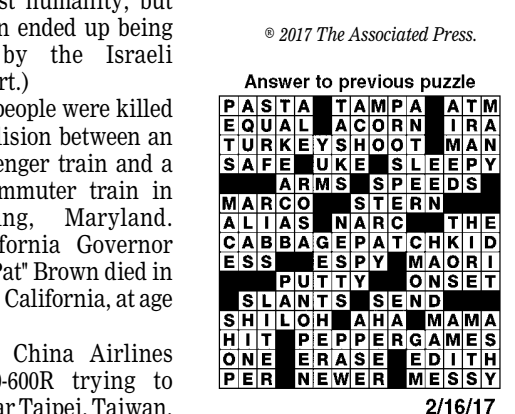 st humanity, but
n ended up being
by the Israeli
rt.)
people were killed
lision between an
enger train and a
mmuter train in
ing, Maryland.
fornia Governor
Pat" Brown died in
California, at age
China Airlines
0-600R trying to
ar Taipei, Taiwan,
® 2017 The Associated Press.
Answer to previous puzzle
PASTA TAMPA ATM
EQUAL ACORN IRA
TURKEYSHOOT MAN
SAFE UKE SLEEPY
ARMS SPEEDS
MARCO STERN
ALIAS NARC THE
CABBAGEPATCHKID
ESS ESPY MAORI
PUTTY ONSET
SLANTS SEND
SHILOH AHA MAMA
HIT PEPPERGAMES
ONE ERASE EDITH
PER NEWER MESSY
2/16/17